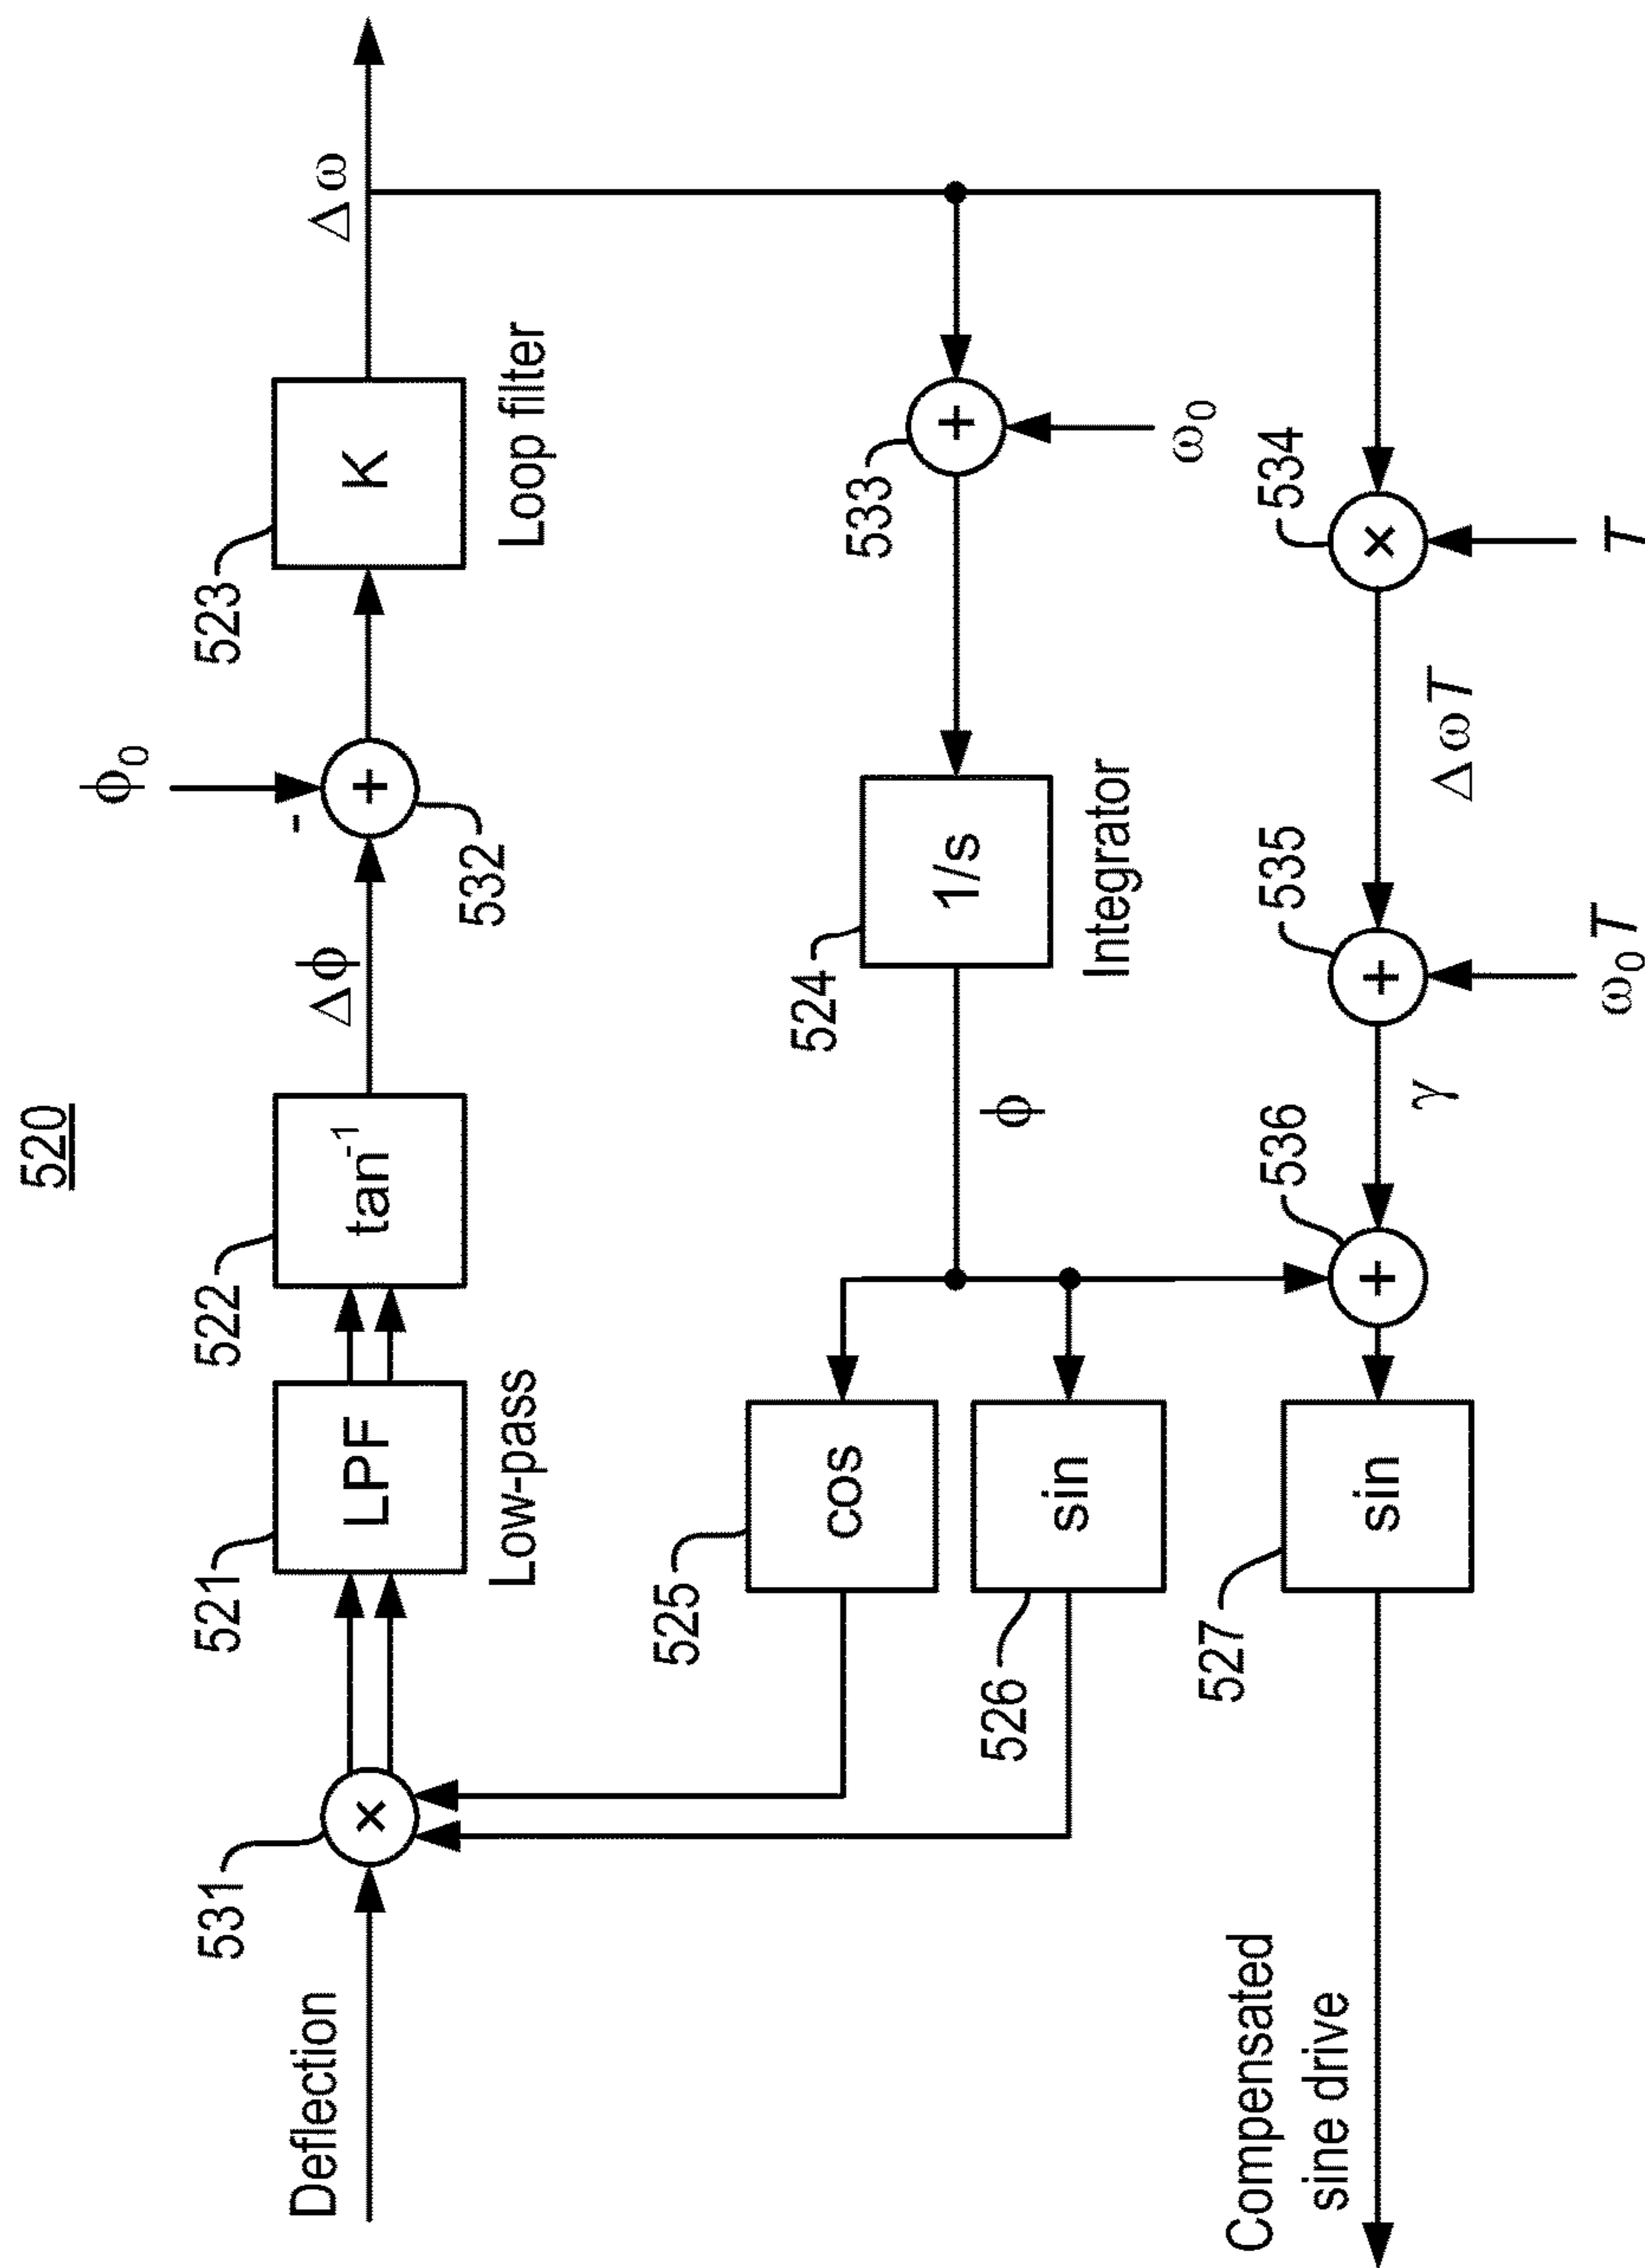 520
Deflection
531
×
521
LPF
Low-pass
522
tan⁻¹
Δϕ
ϕ₀
-
+
532
523
K
Loop filter
Δω
525
cos
526
sin
ϕ
524
1/s
Integrator
533
+
ω₀
Compensated
sine drive
527
sin
536
+
γ
535
+
ω₀T
ΔωT
534
×
T